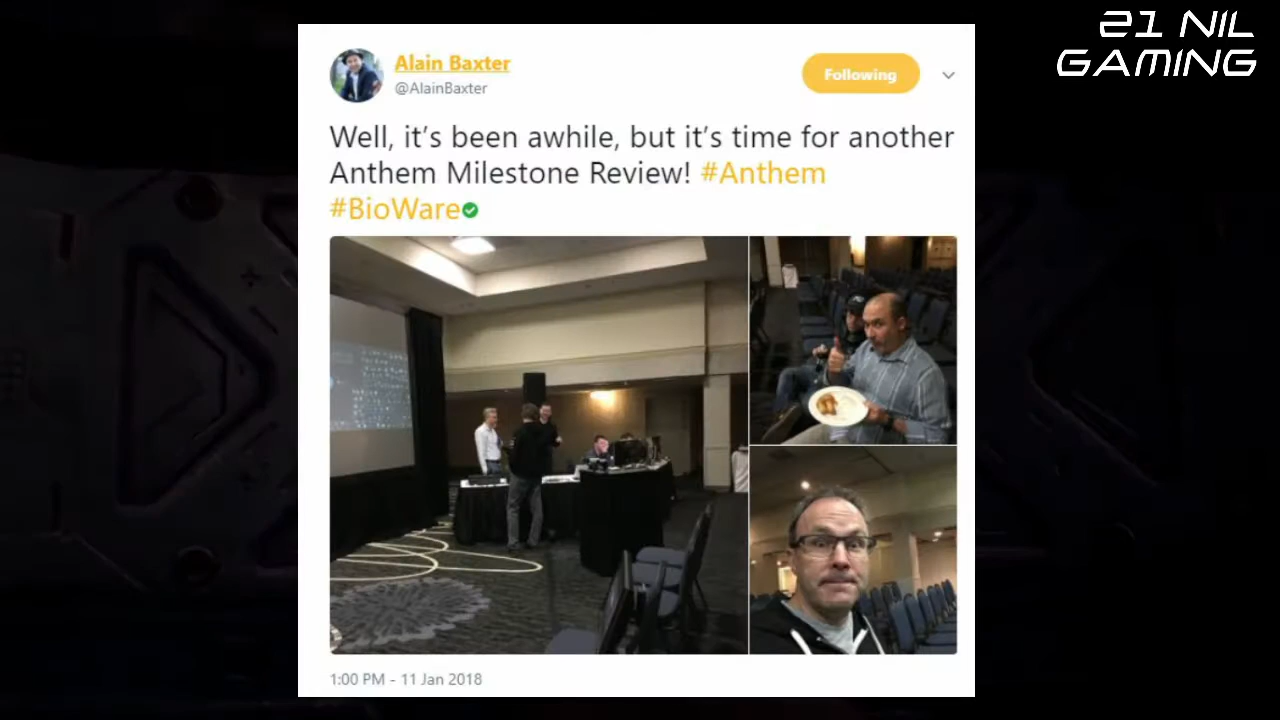 21 NIL
GAMING
Alain Baxter
@AlainBaxter
Following
Well, it's been awhile, but it's time for another
Anthem Milestone Review! #Anthem
#BioWare
1:00 PM - 11 Jan 2018